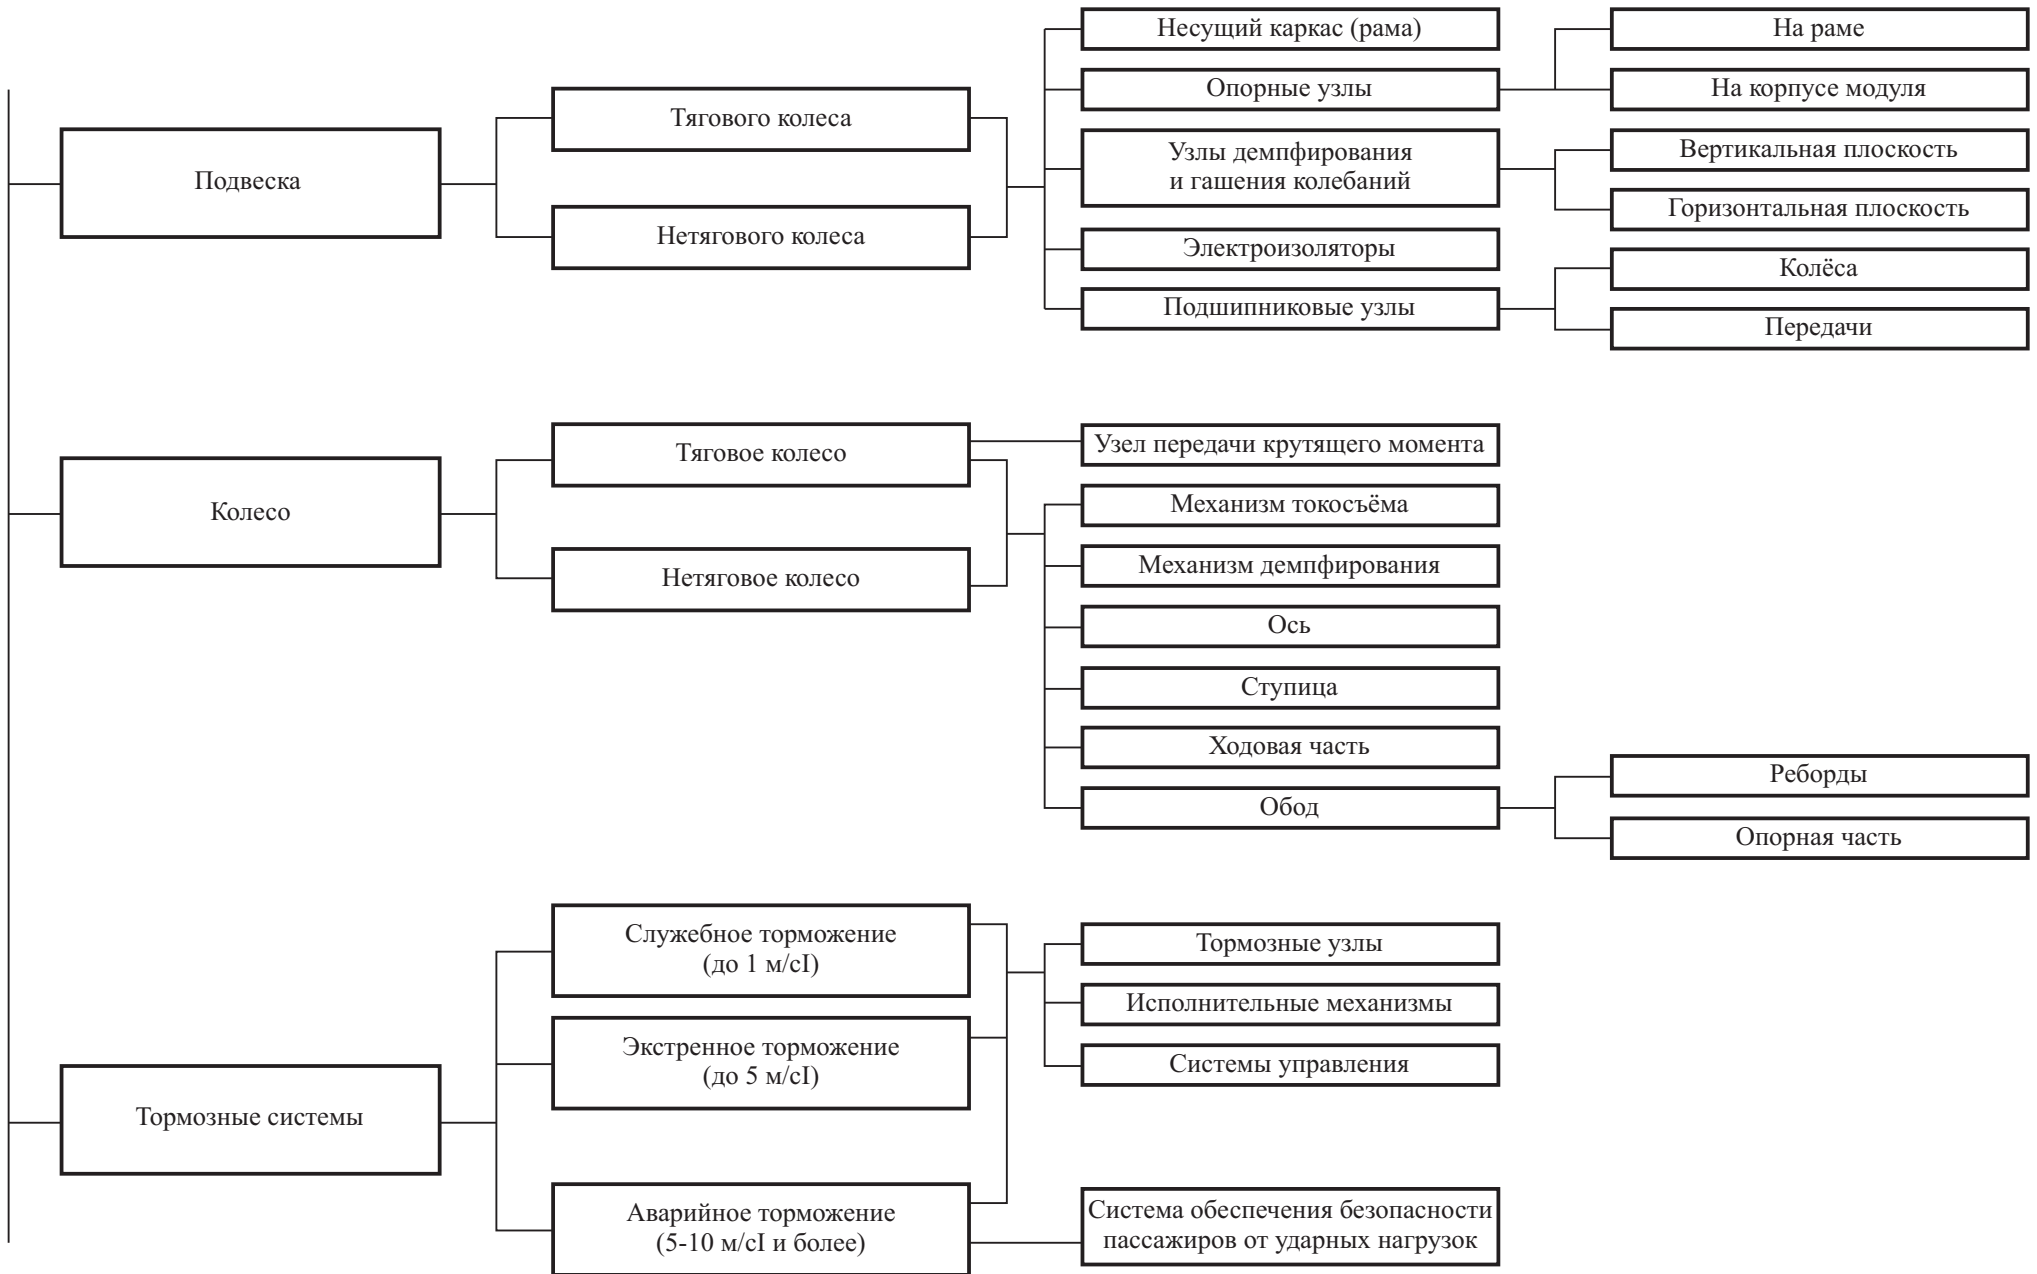 Подвеска
Тягового колеса
Нетягового колеса
Несущий каркас (рама)
Опорные узлы
Узлы демпфирования
и гашения колебаний
Электроизоляторы
Подшипниковые узлы
На раме
На корпусе модуля
Вертикальная плоскость
Горизонтальная плоскость
Колёса
Передачи
Колесо
Тяговое колесо
Нетяговое колесо
Узел передачи крутящего момента
Механизм токосъёма
Механизм демпфирования
Ось
Ступица
Ходовая часть
Обод
Реборды
Опорная часть
Тормозные системы
Служебное торможение
(до 1 м/сI)
Экстренное торможение
(до 5 м/сI)
Аварийное торможение
(5-10 м/сI и более)
Тормозные узлы
Исполнительные механизмы
Системы управления
Система обеспечения безопасности
пассажиров от ударных нагрузок